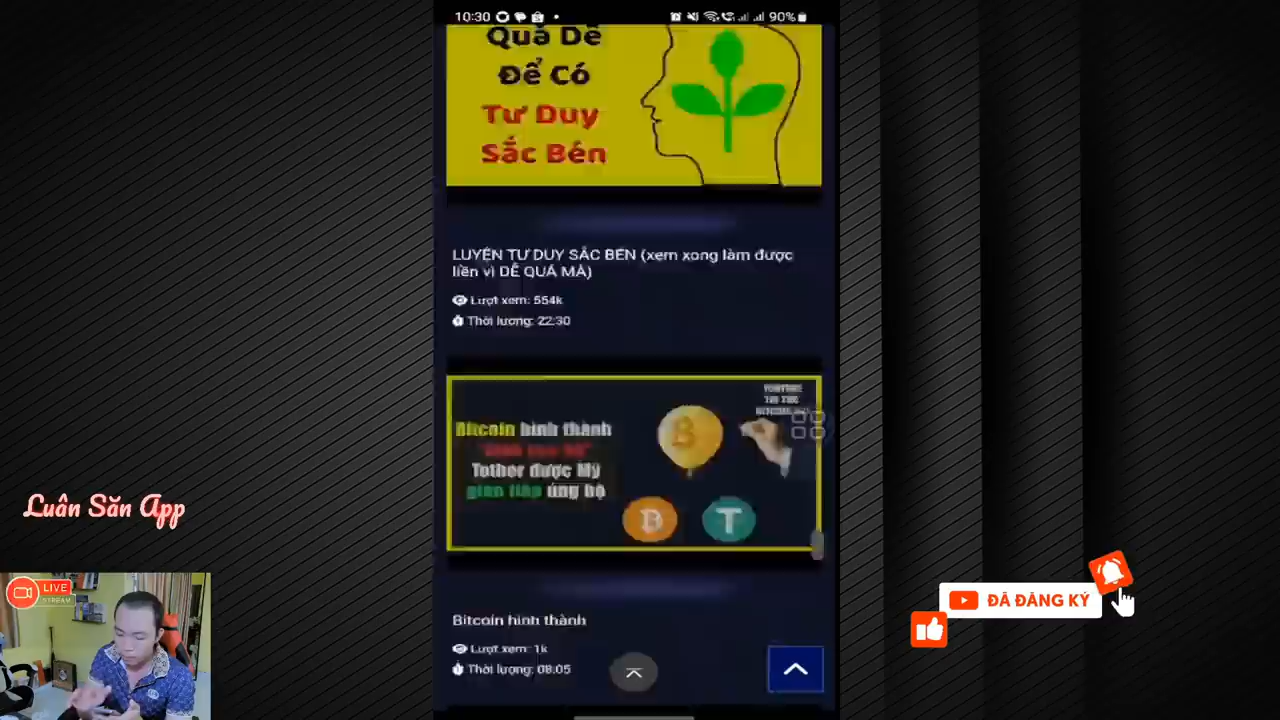 10:30
90%
Quá Dễ
Để Có
Tư Duy
Sắc Bén
LUYỆN TƯ DUY SẮC BÉN (xem xong làm được
liền vì DỄ QUÁ MÀ)
Lượt xem: 554k
Thời lượng: 22:30
Bitcoin hình thành
Tether được Mỹ
gián tiếp ủng hộ
Bitcoin hình thành
Lượt xem: 1k
Thời lượng: 08:05
Luân Săn App
LIVE
STREAM
ĐÃ ĐĂNG KÝ